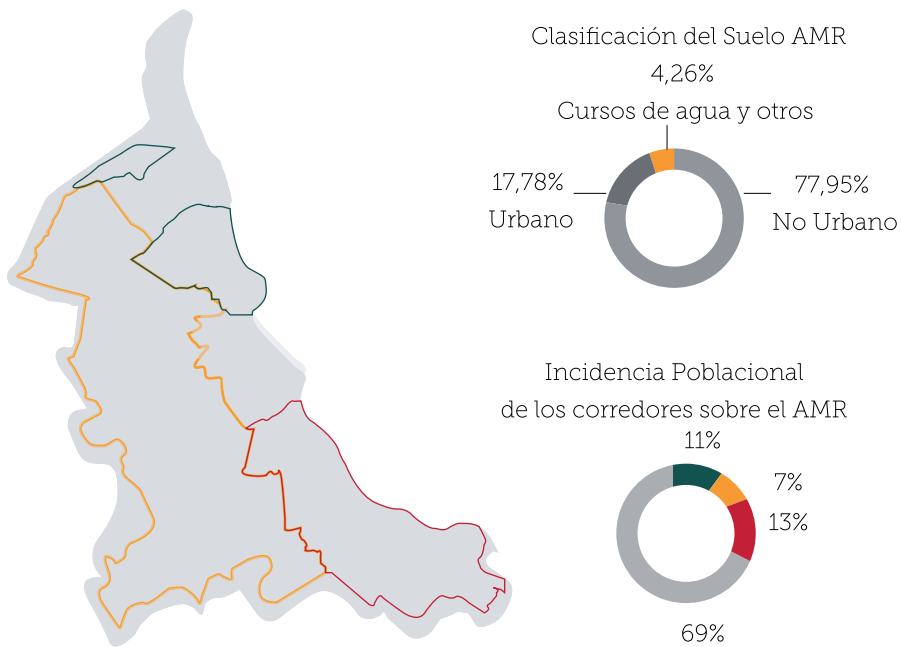 Clasificación del Suelo AMR
4,26%
Cursos de agua y otros
17,78%
Urbano
77,95%
No Urbano
Incidencia Poblacional
de los corredores sobre el AMR
11%
7%
13%
69%